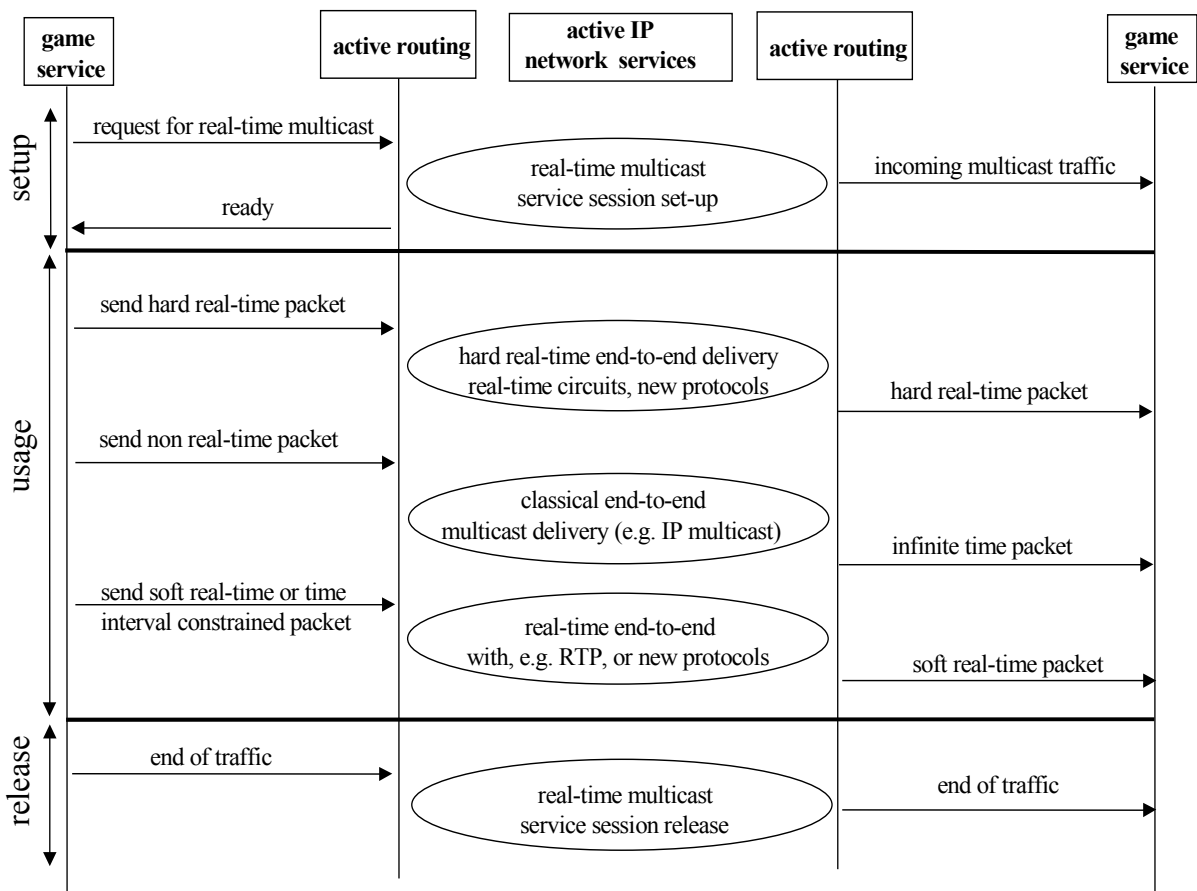 game
service
active routing
active IP
network services
active routing
game
service
setup
request for real-time multicast
real-time multicast
service session set-up
incoming multicast traffic
ready
usage
send hard real-time packet
hard real-time end-to-end delivery
real-time circuits, new protocols
hard real-time packet
send non real-time packet
classical end-to-end
multicast delivery (e.g. IP multicast)
infinite time packet
send soft real-time or time
interval constrained packet
real-time end-to-end
with, e.g. RTP, or new protocols
soft real-time packet
release
end of traffic
real-time multicast
service session release
end of traffic